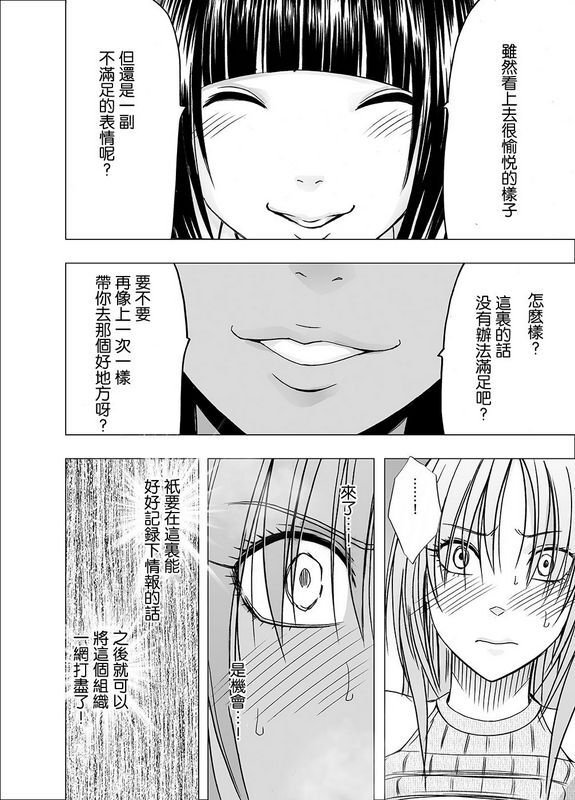 雖然看上去很愉悅的樣子
但還是一副
不滿足的表情呢？
怎麼樣？
這裏的話
没有辦法滿足吧？
要不要
再像上一次一樣
帶你去那個好地方呀？
……！
來了…！
是機會…！
衹要在這裏能
好好記録下情報的話
之後就可以
將這個組織
一網打盡了！